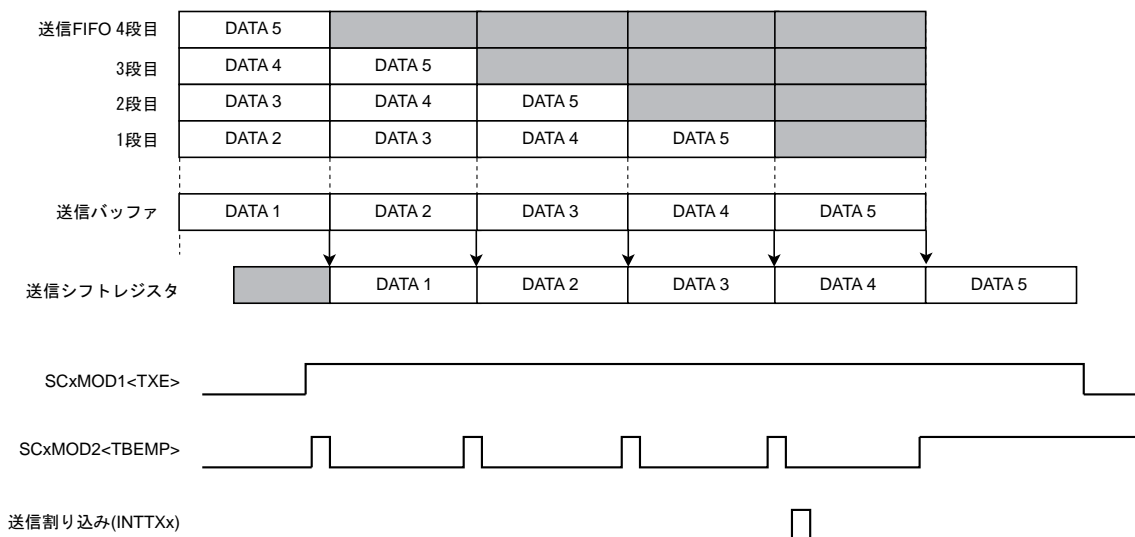 送信FIFO 4段目 DATA 5
3段目 DATA 4 DATA 5
2段目 DATA 3 DATA 4 DATA 5
1段目 DATA 2 DATA 3 DATA 4 DATA 5
送信バッファ DATA 1 DATA 2 DATA 3 DATA 4 DATA 5
送信シフトレジスタ DATA 1 DATA 2 DATA 3 DATA 4 DATA 5
SCxMOD1<TXE>
SCxMOD2<TBEMP>
送信割り込み(INTTXx)